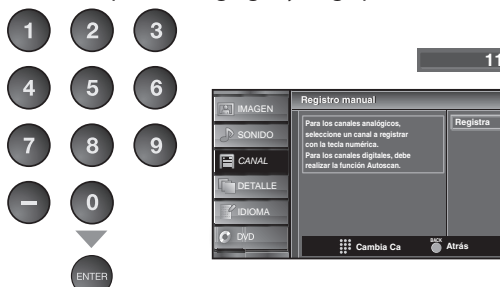 1 2 3
4 5 6
7 8 9
– 0
ENTER
11
IMAGEN
SONIDO
CANAL
DETALLE
IDIOMA
DVD
Registro manual
Para los canales analógicos,
seleccione un canal a registrar
con la tecla numérica.
Para los canales digitales, debe
realizar la función Autoscan.
Registra
Cambia Ca
BACK
Atrás